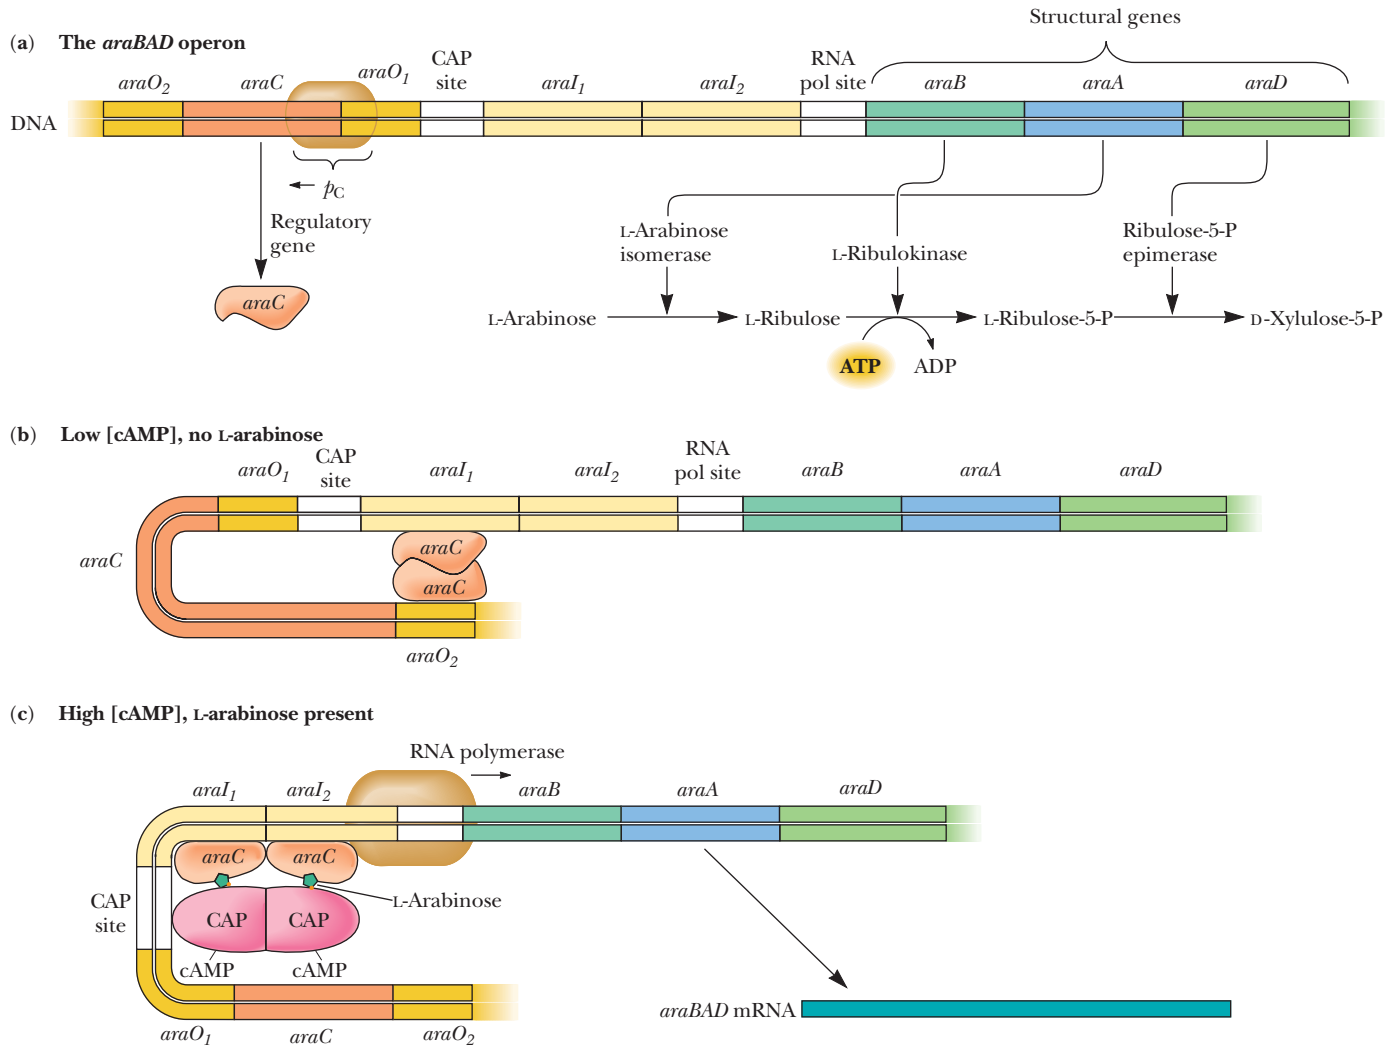 (a) The araBAD operon
Structural genes
araO2
araC
araO1
CAP
site
araI1
araI2
RNA
pol site
araB
araA
araD
DNA
pC
Regulatory
gene
araC
L-Arabinose
isomerase
L-Ribulokinase
Ribulose-5-P
epimerase
L-Arabinose
L-Ribulose
L-Ribulose-5-P
D-Xylulose-5-P
ATP
ADP
(b) Low [cAMP], no L-arabinose
araO1
CAP
site
araI1
araI2
RNA
pol site
araB
araA
araD
araC
araC
araC
araO2
(c) High [cAMP], L-arabinose present
RNA polymerase
araI1
araI2
araB
araA
araD
araC
araC
CAP
site
L-Arabinose
CAP
CAP
cAMP
cAMP
araO1
araC
araO2
araBAD mRNA